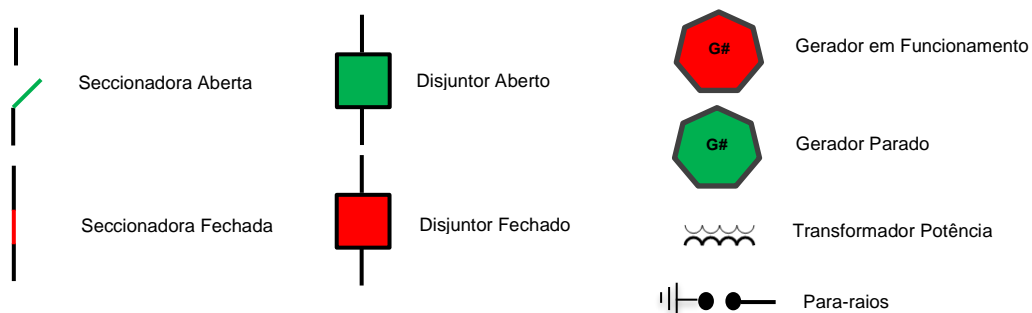 Seccionadora Aberta
Disjuntor Aberto
G#
Gerador em Funcionamento
G#
Gerador Parado
Seccionadora Fechada
Disjuntor Fechado
Transformador Potência
Para-raios